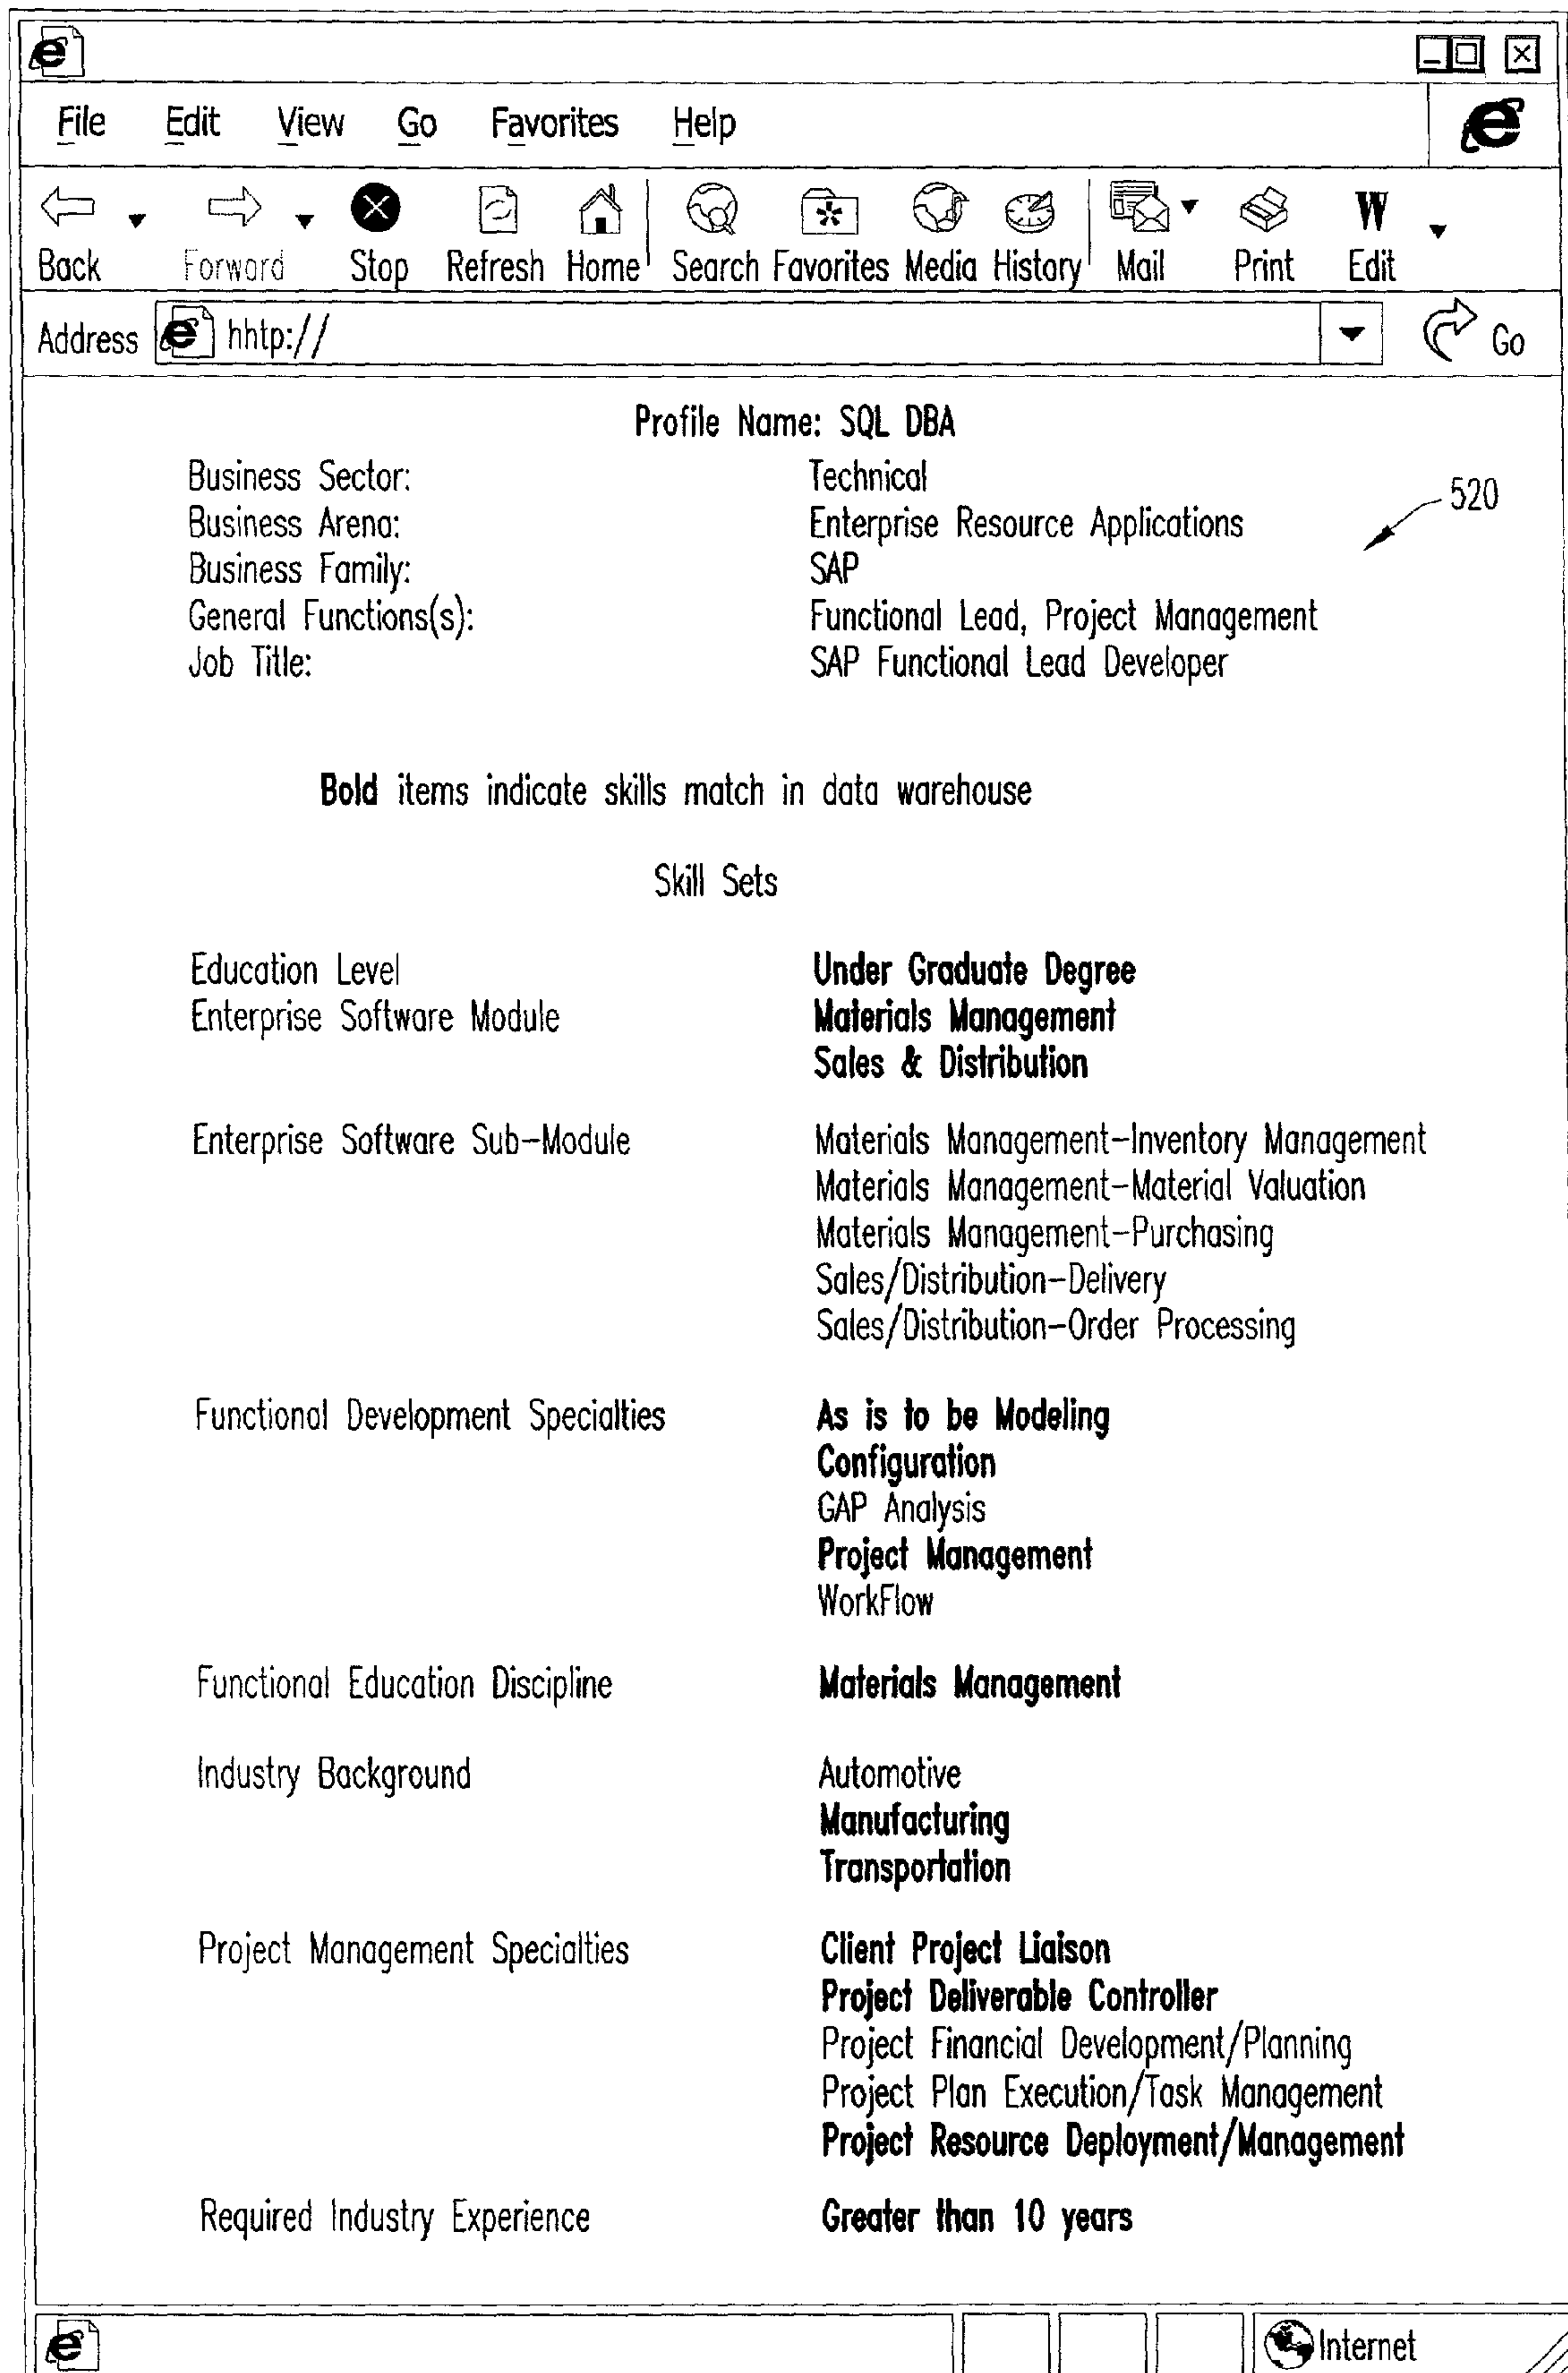 File Edit View Go Favorites Help
Back Forward Stop Refresh Home Search Favorites Media History Mail Print Edit
Address hhtp:// Go
Profile Name: SQL DBA
Business Sector: Technical
520
Business Arena: Enterprise Resource Applications
Business Family: SAP
General Functions(s): Functional Lead, Project Management
Job Title: SAP Functional Lead Developer
Bold items indicate skills match in data warehouse
Skill Sets
Education Level Under Graduate Degree
Enterprise Software Module Materials Management
Sales & Distribution
Enterprise Software Sub-Module Materials Management-Inventory Management
Materials Management-Material Valuation
Materials Management-Purchasing
Sales/Distribution-Delivery
Sales/Distribution-Order Processing
Functional Development Specialties As is to be Modeling
Configuration
GAP Analysis
Project Management
WorkFlow
Functional Education Discipline Materials Management
Industry Background Automotive
Manufacturing
Transportation
Project Management Specialties Client Project Liaison
Project Deliverable Controller
Project Financial Development/Planning
Project Plan Execution/Task Management
Project Resource Deployment/Management
Required Industry Experience Greater than 10 years
Internet